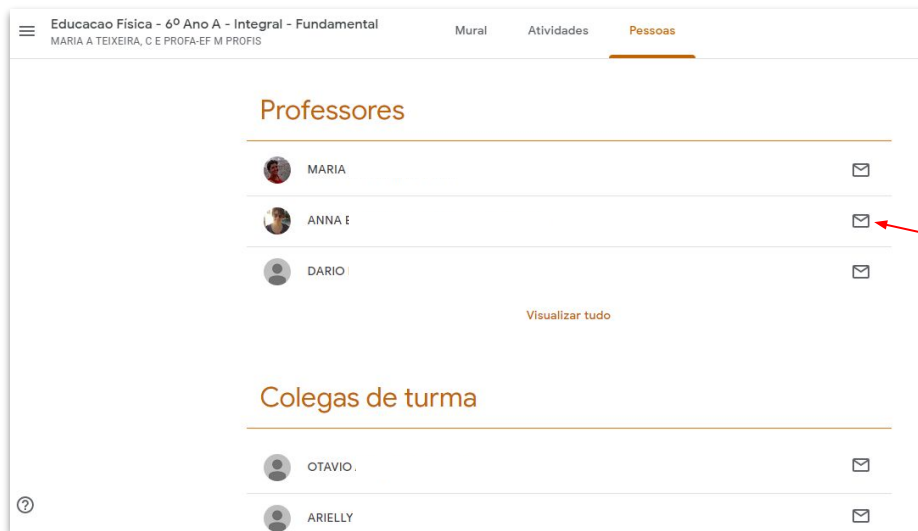 Educacao Física - 6º Ano A - Integral - Fundamental
MARIA A TEIXEIRA, C E PROFA-EF M PROFIS
Mural Atividades Pessoas
Professores
MARIA
ANNA E
DARIO
Visualizar tudo
Colegas de turma
OTAVIO
ARIELLY